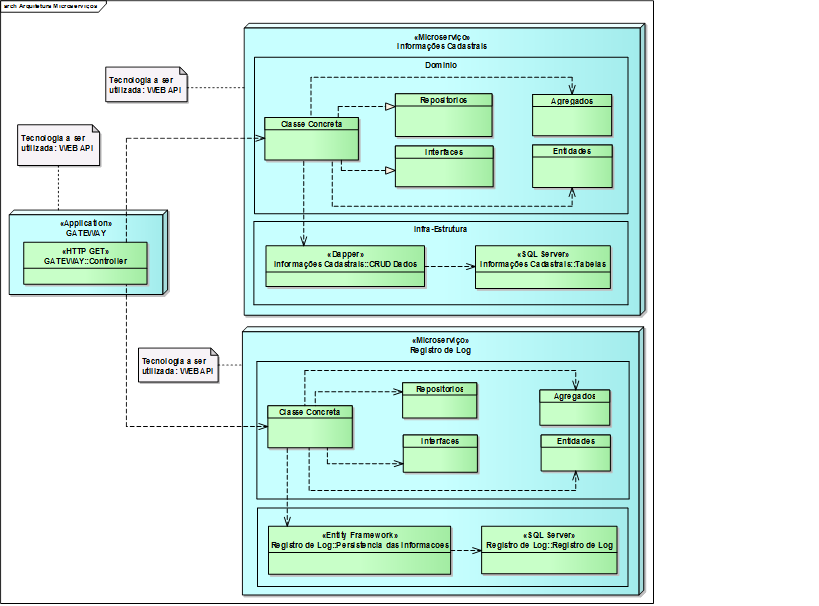 arch Arquitetura Microserviços
«Microserviço»
Informações Cadastrais
Dominio
Tecnologia a ser
utilizada: WEB API
Classe Concreta
Repositorios
Agregados
Interfaces
Entidades
Tecnologia a ser
utilizada: WEB API
«Application»
GATEWAY
«HTTP GET»
GATEWAY::Controller
Infra-Estrutura
«Dapper»
Informações Cadastrais::CRUD Dados
«SQL Server»
Informações Cadastrais::Tabelas
«Microserviço»
Registro de Log
Tecnologia a ser
utilizada: WEB API
Classe Concreta
Repositorios
Agregados
Interfaces
Entidades
«Entity Framework»
Registro de Log::Persistencia das Informacoes
«SQL Server»
Registro de Log::Registro de Log